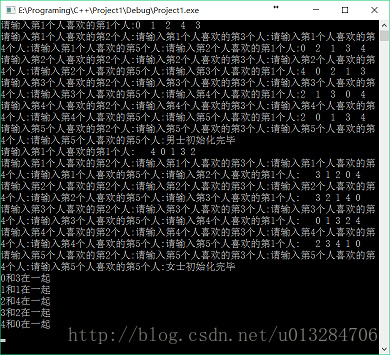 E:\Programing\C++\Project1\Debug\Project1.exe
请输入第1个人喜欢的第1个人:0 1 2 4 3
请输入第1个人喜欢的第2个人:请输入第1个人喜欢的第3个人:请输入第1个人喜欢的第
4个人:请输入第1个人喜欢的第5个人:请输入第2个人喜欢的第1个人:0 2 1 3 4
请输入第2个人喜欢的第2个人:请输入第2个人喜欢的第3个人:请输入第2个人喜欢的第
4个人:请输入第2个人喜欢的第5个人:请输入第3个人喜欢的第1个人:4 0 2 1 3
请输入第3个人喜欢的第2个人:请输入第3个人喜欢的第3个人:请输入第3个人喜欢的第
4个人:请输入第3个人喜欢的第5个人:请输入第4个人喜欢的第1个人:2 1 3 0 4
请输入第4个人喜欢的第2个人:请输入第4个人喜欢的第3个人:请输入第4个人喜欢的第
4个人:请输入第4个人喜欢的第5个人:请输入第5个人喜欢的第1个人:2 0 1 3 4
请输入第5个人喜欢的第2个人:请输入第5个人喜欢的第3个人:请输入第5个人喜欢的第
4个人:请输入第5个人喜欢的第5个人:男士初始化完毕
请输入第1个人喜欢的第1个人: 4 0 1 3 2
请输入第1个人喜欢的第2个人:请输入第1个人喜欢的第3个人:请输入第1个人喜欢的第
4个人:请输入第1个人喜欢的第5个人:请输入第2个人喜欢的第1个人: 3 1 2 0 4
请输入第2个人喜欢的第2个人:请输入第2个人喜欢的第3个人:请输入第2个人喜欢的第
4个人:请输入第2个人喜欢的第5个人:请输入第3个人喜欢的第1个人: 3 2 1 4 0
请输入第3个人喜欢的第2个人:请输入第3个人喜欢的第3个人:请输入第3个人喜欢的第
4个人:请输入第3个人喜欢的第5个人:请输入第4个人喜欢的第1个人: 0 1 3 2 4
请输入第4个人喜欢的第2个人:请输入第4个人喜欢的第3个人:请输入第4个人喜欢的第
4个人:请输入第4个人喜欢的第5个人:请输入第5个人喜欢的第1个人: 2 3 4 1 0
请输入第5个人喜欢的第2个人:请输入第5个人喜欢的第3个人:请输入第5个人喜欢的第
4个人:请输入第5个人喜欢的第5个人:女士初始化完毕
0和3在一起
1和1在一起
2和4在一起
3和2在一起
4和0在一起
http://blog.csdn.net/u013284706